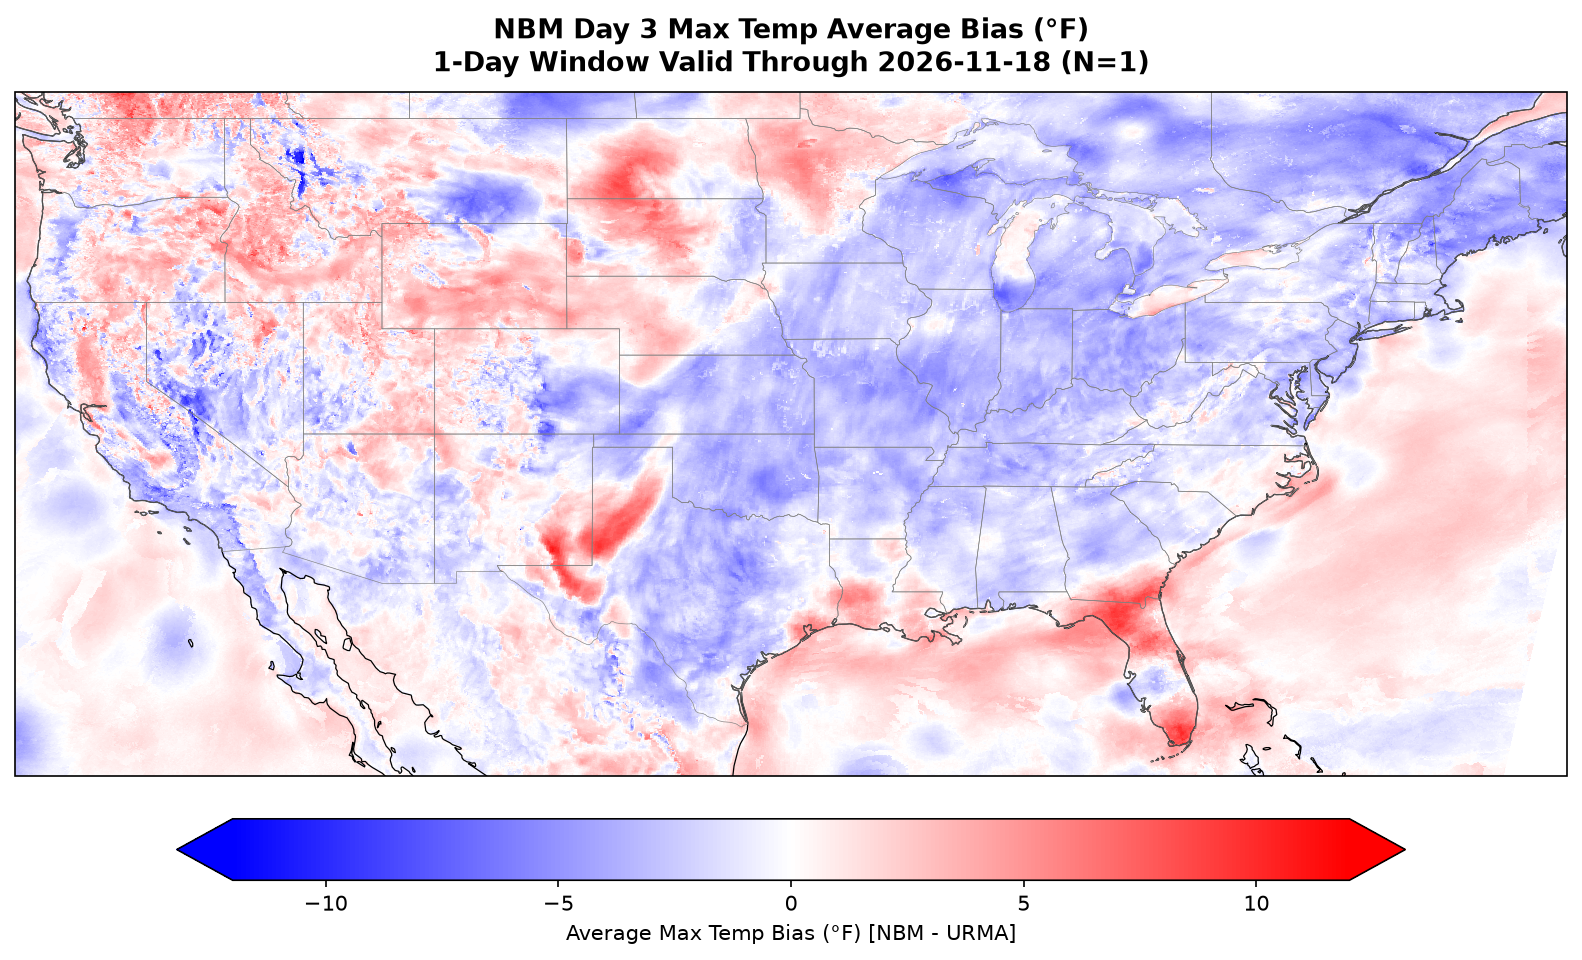 NBM Day 3 Max Temp Average Bias (°F)
1-Day Window Valid Through 2026-11-18 (N=1)
−10 −5 0 5 10
Average Max Temp Bias (°F) [NBM - URMA]